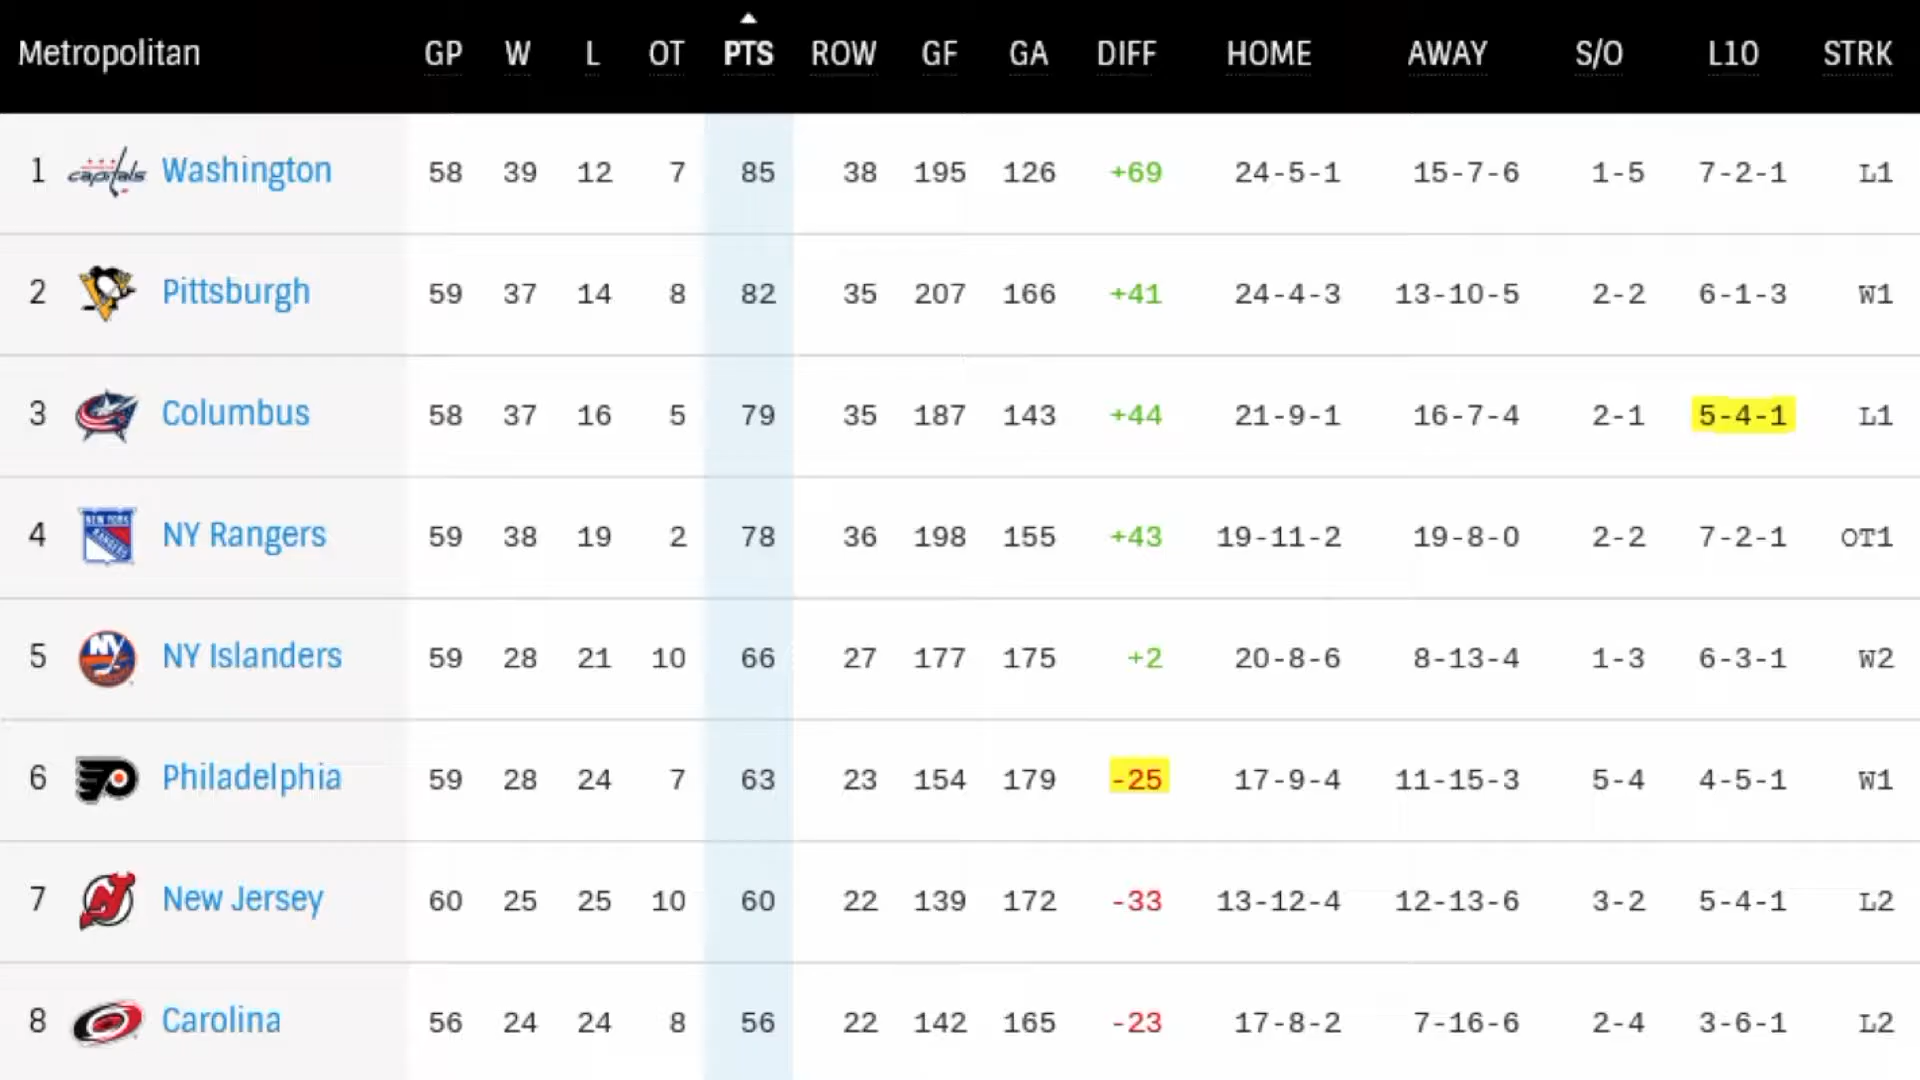 Metropolitan GP W L OT PTS ROW GF GA DIFF HOME AWAY S/O L10 STRK
1 capitals Washington 58 39 12 7 85 38 195 126 +69 24-5-1 15-7-6 1-5 7-2-1 L1
2 Pittsburgh 59 37 14 8 82 35 207 166 +41 24-4-3 13-10-5 2-2 6-1-3 W1
3 Columbus 58 37 16 5 79 35 187 143 +44 21-9-1 16-7-4 2-1 5-4-1 L1
4 NEW YORK RANGERS NY Rangers 59 38 19 2 78 36 198 155 +43 19-11-2 19-8-0 2-2 7-2-1 OT1
5 NY NY Islanders 59 28 21 10 66 27 177 175 +2 20-8-6 8-13-4 1-3 6-3-1 W2
6 Philadelphia 59 28 24 7 63 23 154 179 -25 17-9-4 11-15-3 5-4 4-5-1 W1
7 New Jersey 60 25 25 10 60 22 139 172 -33 13-12-4 12-13-6 3-2 5-4-1 L2
8 Carolina 56 24 24 8 56 22 142 165 -23 17-8-2 7-16-6 2-4 3-6-1 L2